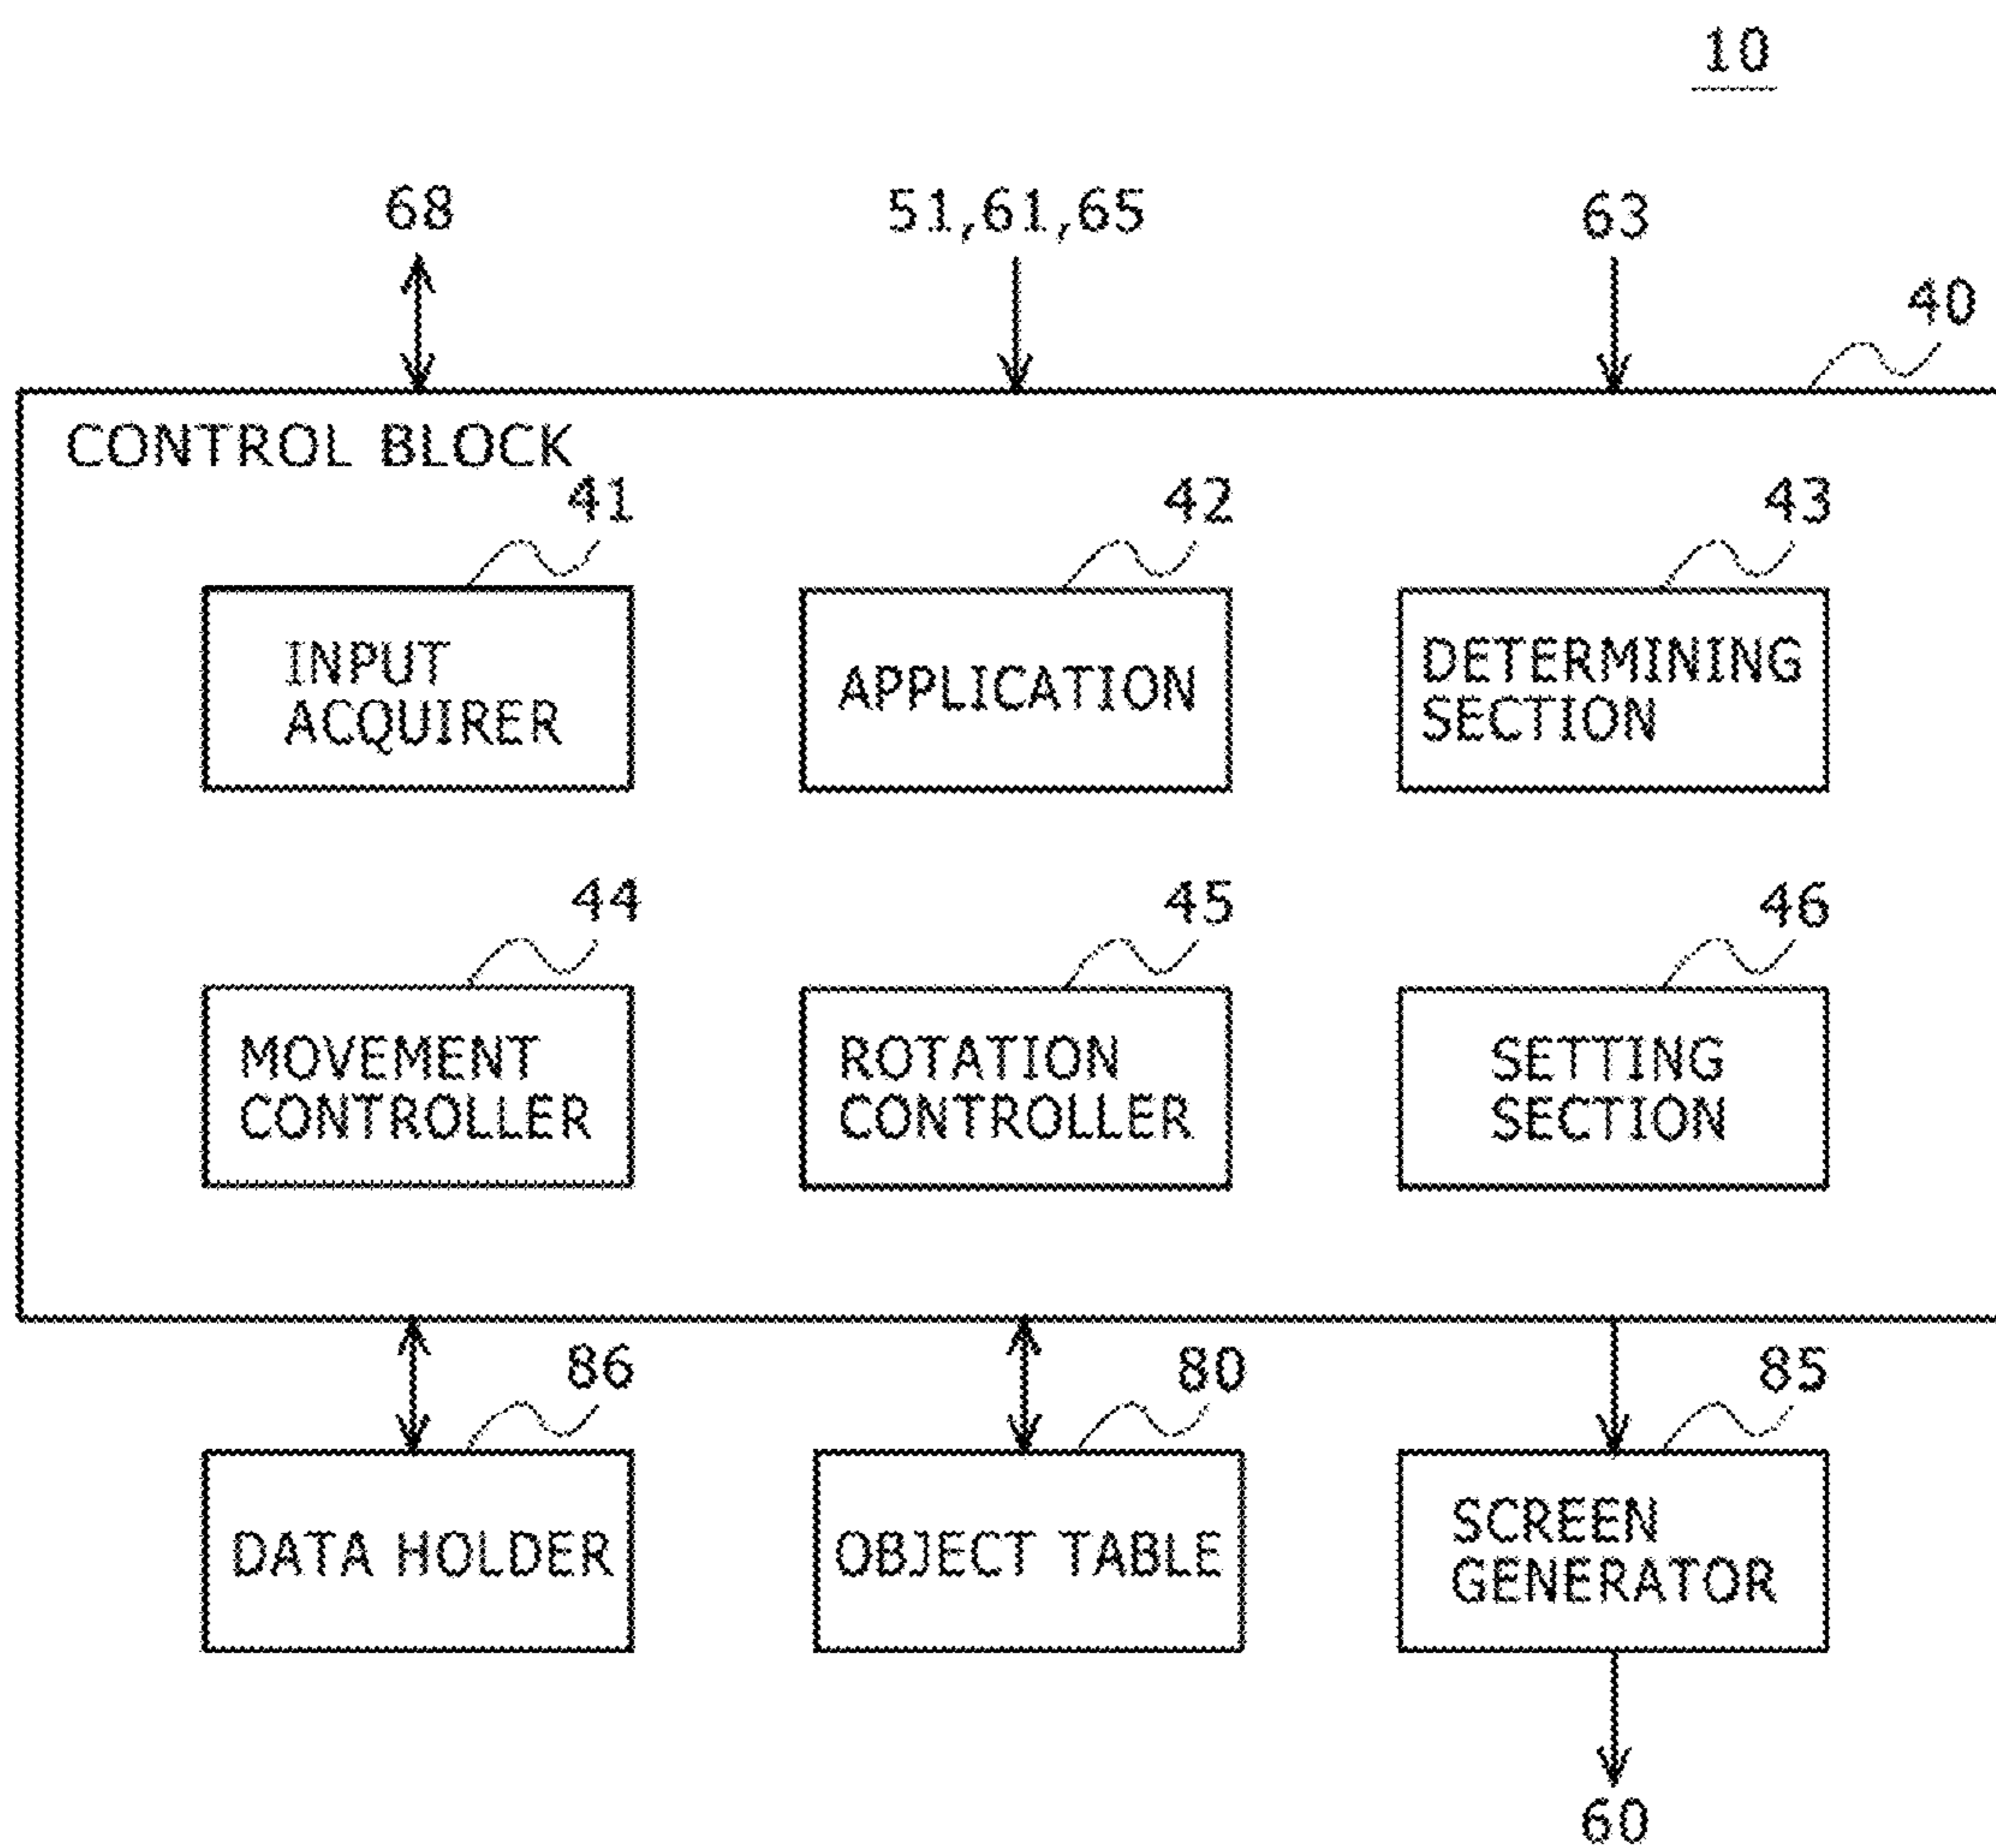 10
68
51,61,65
63
40
CONTROL BLOCK
41
42
43
INPUT
ACQUIRER
APPLICATION
DETERMINING
SECTION
44
45
46
MOVEMENT
CONTROLLER
ROTATION
CONTROLLER
SETTING
SECTION
86
80
85
DATA HOLDER
OBJECT TABLE
SCREEN
GENERATOR
60